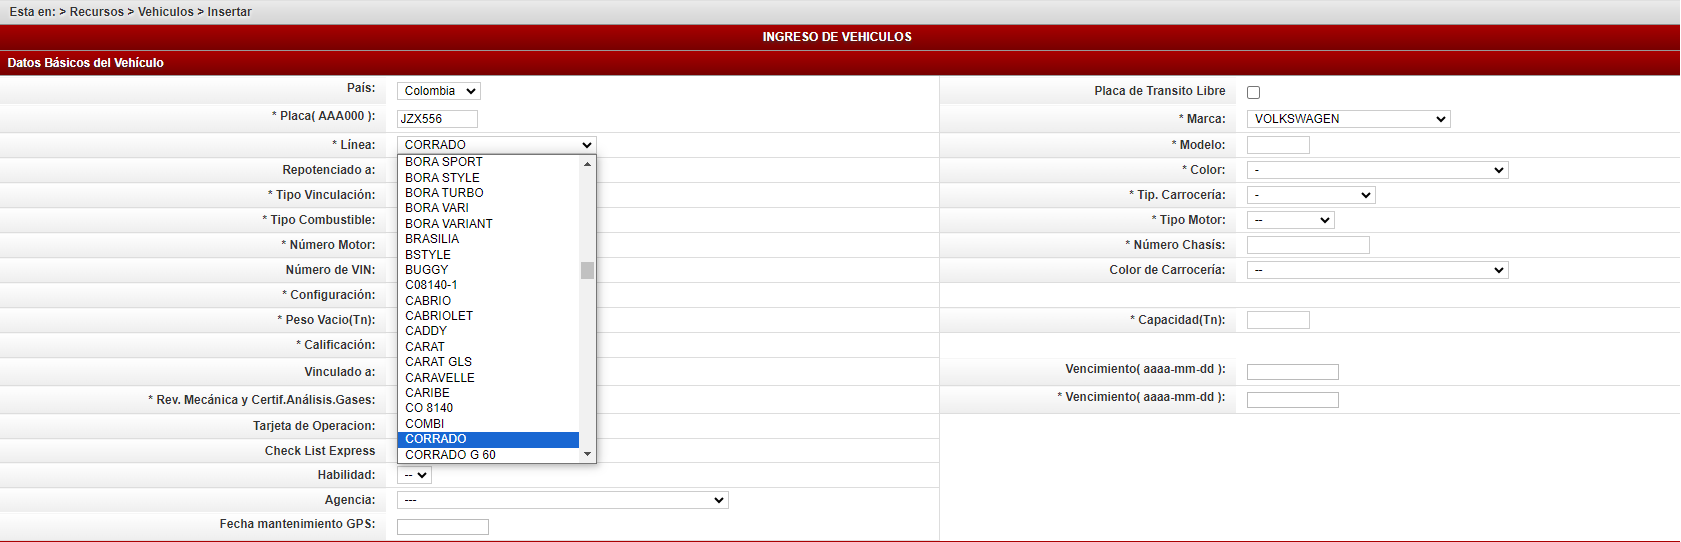 Esta en: > Recursos > Vehiculos > Insertar
INGRESO DE VEHICULOS
Datos Básicos del Vehículo
País: Colombia Placa de Transito Libre
* Placa( AAA000 ): JZX556 * Marca: VOLKSWAGEN
* Línea: CORRADO * Modelo:
BORA SPORT
Repotenciado a: * Color: -
BORA STYLE
BORA TURBO
* Tipo Vinculación: * Tip. Carrocería: -
BORA VARI
* Tipo Combustible: BORA VARIANT * Tipo Motor: --
BRASILIA
* Número Motor: * Número Chasís:
BSTYLE
Número de VIN: BUGGY Color de Carrocería: --
C08140-1
* Configuración:
CABRIO
CABRIOLET
* Peso Vacio(Tn): * Capacidad(Tn):
CADDY
* Calificación: CARAT
CARAT GLS
Vinculado a: Vencimiento( aaaa-mm-dd ):
CARAVELLE
CARIBE
* Rev. Mecánica y Certif.Análisis.Gases: * Vencimiento( aaaa-mm-dd ):
CO 8140
Tarjeta de Operacion: COMBI
CORRADO
Check List Express CORRADO G 60
Habilidad: --
Agencia: ---
Fecha mantenimiento GPS: